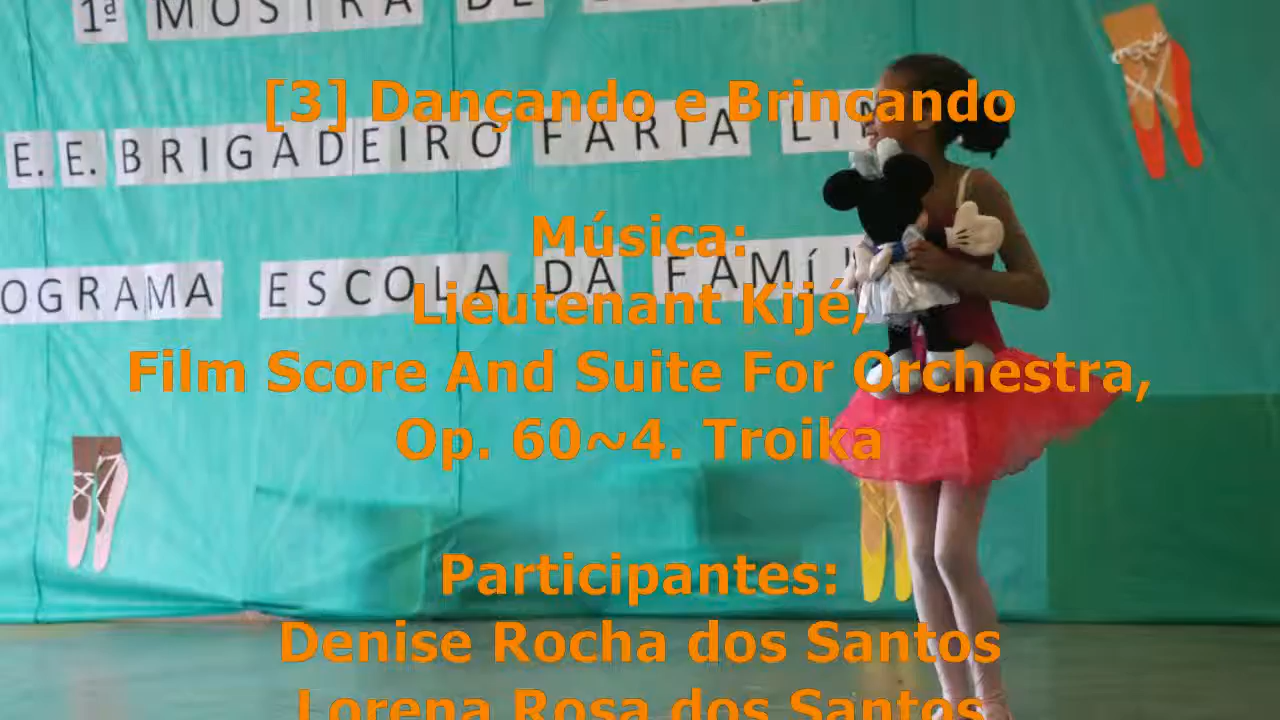 1ª MOSTRA DE
[3] Dançando e Brincando
E. E. BRIGADEIRO FARIA
Música:
OGRAMA ESCOLA DA FAMÍ
Lieutenant Kijé,
Film Score And Suite For Orchestra,
Op. 60~4. Troika
Participantes:
Denise Rocha dos Santos
Lorena Rosa dos Santos